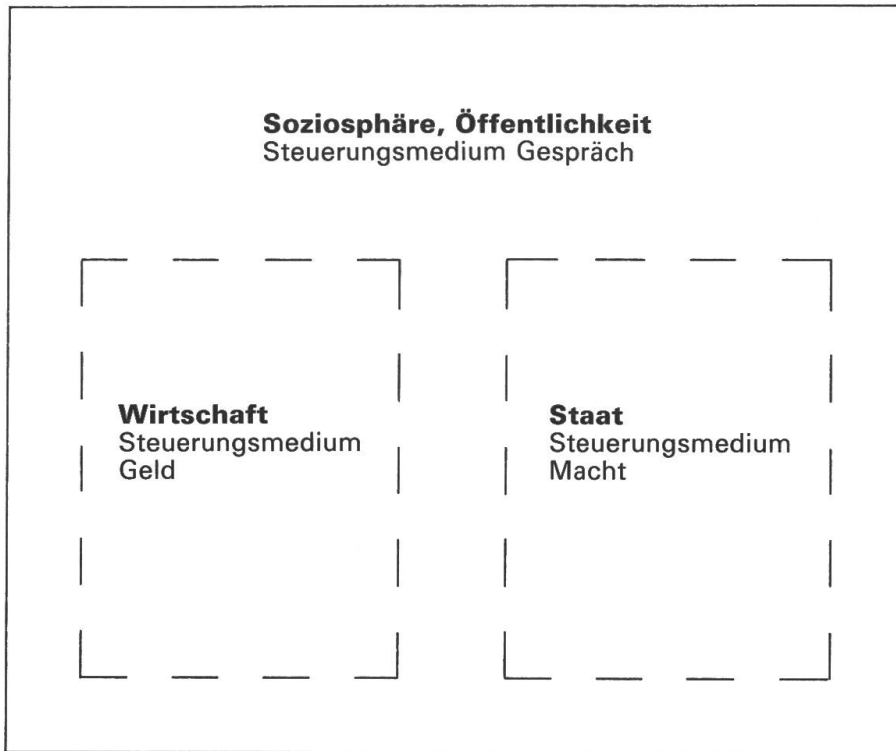 Soziosphäre, Öffentlichkeit
Steuerungsmedium Gespräch
Wirtschaft
Steuerungsmedium
Geld
Staat
Steuerungsmedium
Macht